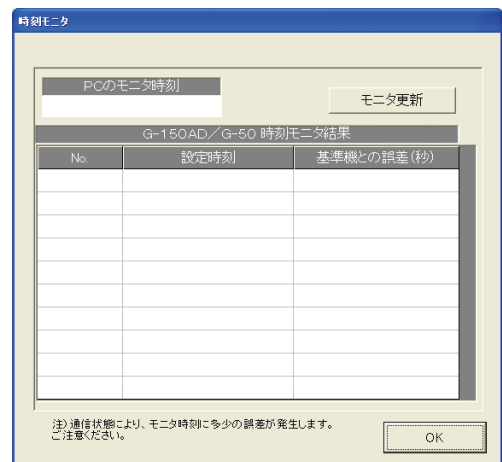 時刻モニタ
PCのモニタ時刻
モニタ更新
G-150AD／G-50 時刻モニタ結果
No. 設定時刻 基準機との誤差(秒)
注)通信状態により、モニタ時刻に多少の誤差が発生します。
ご注意ください。
OK